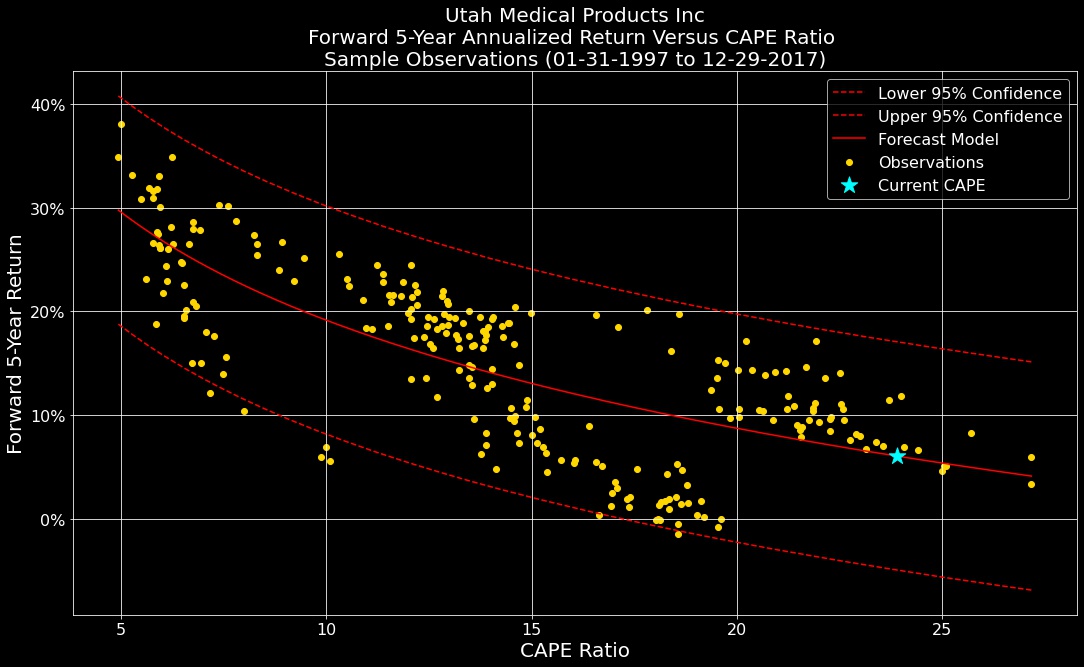 Utah Medical Products Inc
Forward 5-Year Annualized Return Versus CAPE Ratio
Sample Observations (01-31-1997 to 12-29-2017)
Lower 95% Confidence
Upper 95% Confidence
Forecast Model
Observations
Current CAPE
Forward 5-Year Return
40%
30%
20%
10%
0%
5
10
15
20
25
CAPE Ratio